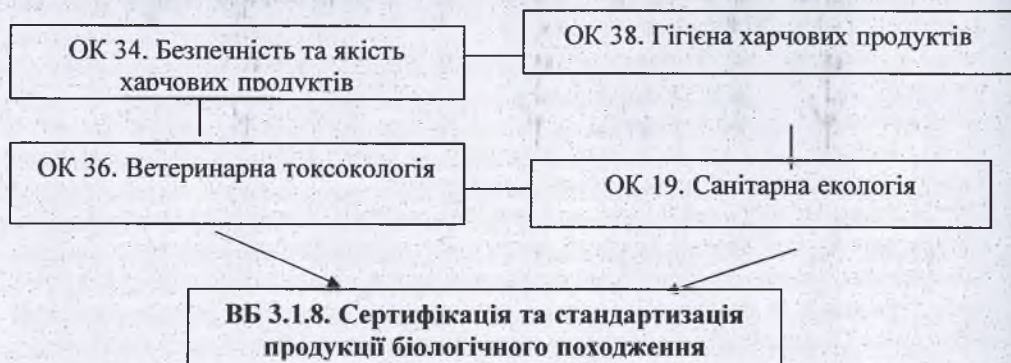 ОК 34. Безпечність та якість
харчових продуктів
ОК 38. Гігієна харчових продуктів
ОК 36. Ветеринарна токсокологія
ОК 19. Санітарна екологія
ВБ 3.1.8. Сертифікація та стандартизація
продукції біологічного походження